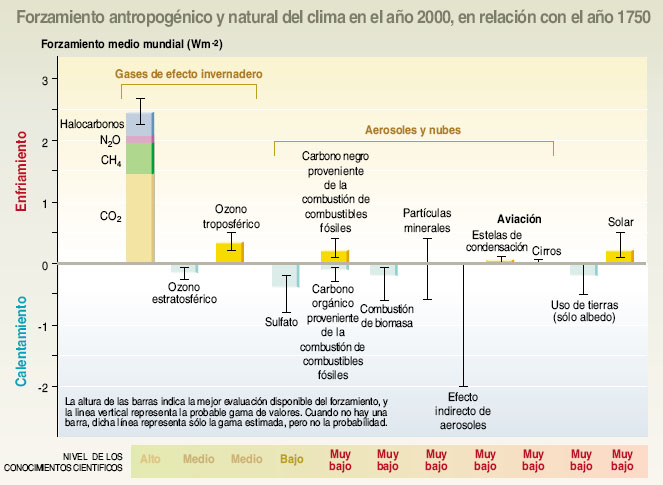 Forzamiento antropogénico y natural del clima en el año 2000, en relación con el año 1750
Forzamiento medio mundial (Wm-2)
Enfriamiento
Calentamiento
3
2
1
0
-1
-2
Gases de efecto invernadero
Halocarbonos
N2O
CH4
CO2
Ozono
estratosférico
Ozono
troposférico
Aerosoles y nubes
Sulfato
Carbono negro
proveniente
de la
combustión de
combustibles
fósiles
Carbono
orgánico
proveniente
de la
combustión de
combustibles
fósiles
Combustión
de biomasa
Partículas
minerales
Efecto
indirecto de
aerosoles
Aviación
Estelas de
condensación
Cirros
Uso de tierras
(sólo albedo)
Solar
La altura de las barras indica la mejor evaluación disponible del forzamiento, y
la linea vertical representa la probable gama de valores. Cuando no hay una
barra, dicha línea representa sólo la gama estimada, pero no la probabilidad.
NIVEL DE LOS
CONOCIMIENTOS CIENTIFICOS
Alto
Medio
Medio
Bajo
Muy
bajo
Muy
bajo
Muy
bajo
Muy
bajo
Muy
bajo
Muy
bajo
Muy
bajo
Muy
bajo